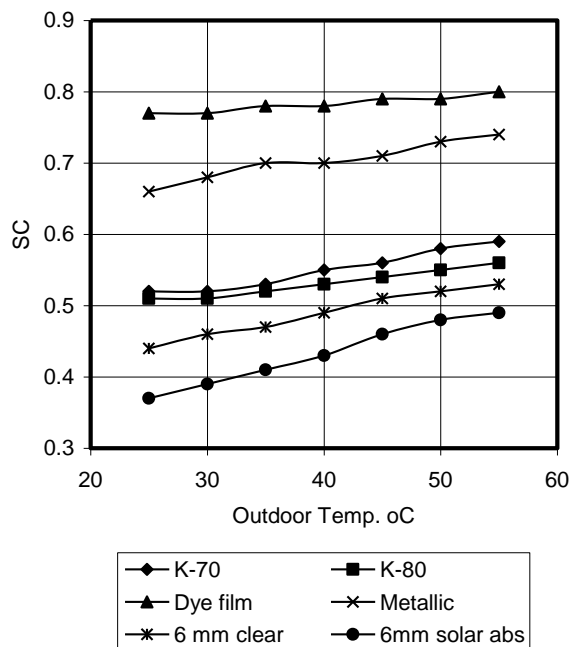 0.9
0.8
0.7
0.6
0.5
0.4
0.3
SC
20 30 40 50 60
Outdoor Temp. oC
K-70 K-80
Dye film Metallic
6 mm clear 6mm solar abs